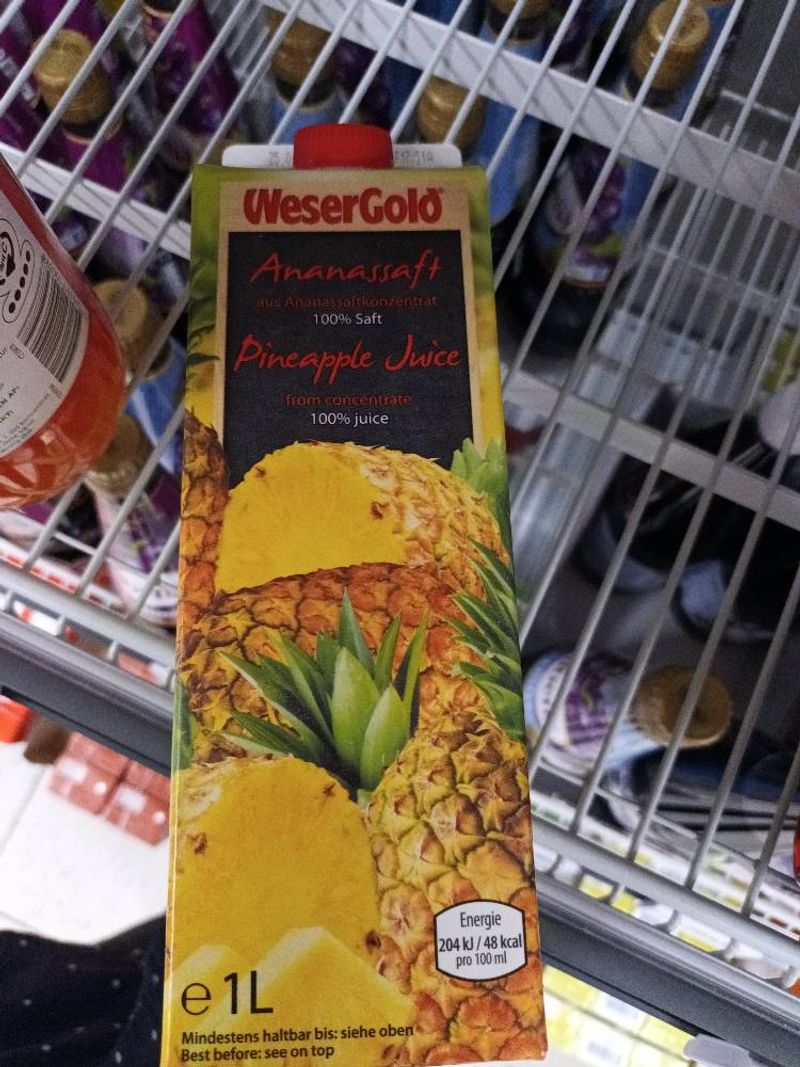 WeserGold
Ananassaft
aus Ananassaftkonzentrat
100% Saft
Pineapple Juice
from concentrate
100% juice
Energie
204 kJ / 48 kcal
pro 100 ml
e 1L
Mindestens haltbar bis: siehe oben
Best before: see on top